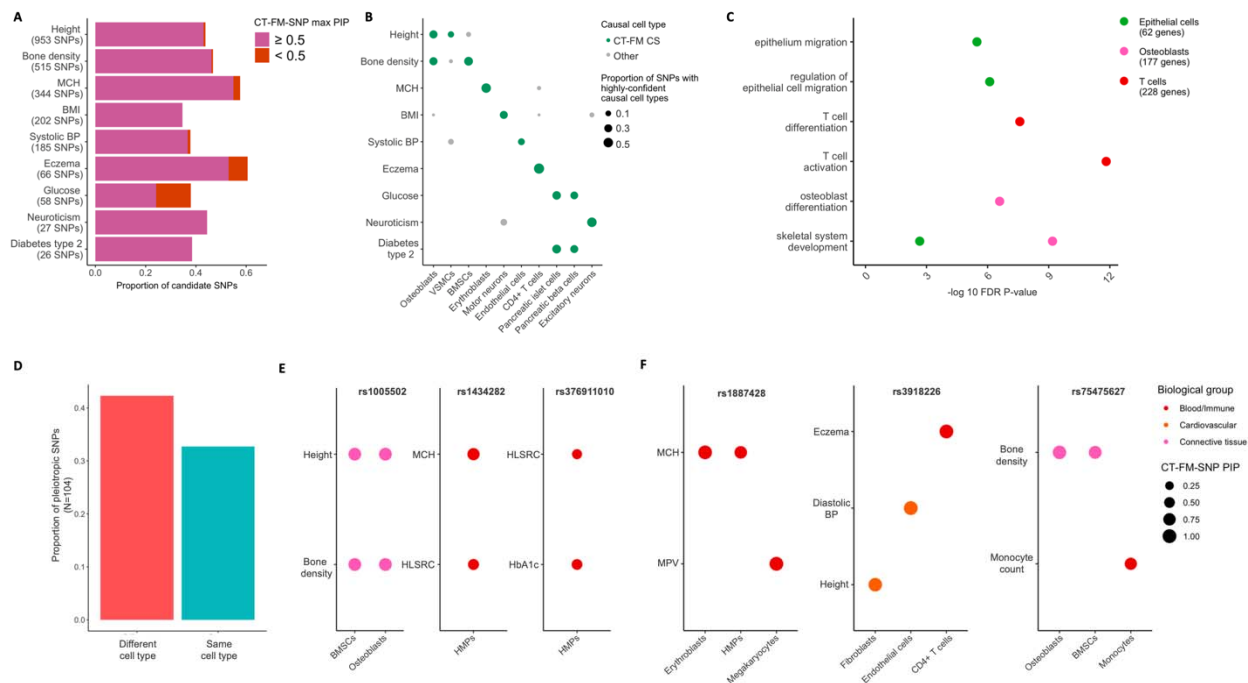 A
Height
(953 SNPs)
Bone density
(515 SNPs)
MCH
(344 SNPs)
BMI
(202 SNPs)
Systolic BP
(185 SNPs)
Eczema
(66 SNPs)
Glucose
(58 SNPs)
Neuroticism
(27 SNPs)
Diabetes type 2
(26 SNPs)
0.0 0.2 0.4 0.6
Proportion of candidate SNPs
CT-FM-SNP max PIP
≥ 0.5
< 0.5
B
Height
Bone density
MCH
BMI
Systolic BP
Eczema
Glucose
Neuroticism
Diabetes
type 2
Osteoblasts
VSMCs
BMSCs
Erythroblasts
Motor neurons
Endothelial cells
CD4+ T cells
Pancreatic islet cells
Pancreatic beta cells
Excitatory neurons
Causal cell type
CT-FM CS
Other
Proportion of SNPs with
highly-confident
causal cell types
0.1
0.3
0.5
C
epithelium migration
regulation of
epithelial cell migration
T cell
differentiation
T cell
activation
osteoblast
differentiation
skeletal system
development
0 3 6 9 12
-log 10 FDR P-value
Epithelial cells
(62 genes)
Osteoblasts
(177 genes)
T cells
(228 genes)
D
Proportion of pleiotropic SNPs
(N=104)
0.4
0.3
0.2
0.1
0.0
Different
cell type
Same
cell type
E
rs1005502
Height
Bone
density
BMSCs
Osteoblasts
rs1434282
MCH
HLSRC
HMPs
rs376911010
HLSRC
HbA1c
HMPs
F
rs1887428
MCH
MPV
Erythroblasts
HMPs
Megakaryocytes
rs3918226
Eczema
Diastolic
BP
Height
Fibroblasts
Endothelial cells
CD4+ T cells
rs75475627
Bone
density
Monocyte
count
Osteoblasts
BMSCs
Monocytes
Biological group
Blood/Immune
Cardiovascular
Connective tissue
CT-FM-SNP PIP
0.25
0.50
0.75
1.00